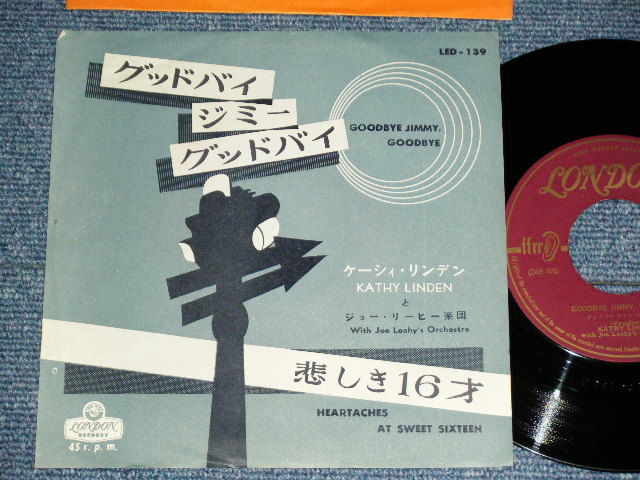 LED-139
グッドバイ
ジミー
グッドバイ
GOODBYE JIMMY,
GOODBYE
ケーシィ・リンデン
KATHY LINDEN
と
ジョー・リーヒー楽団
With Joe Leahy's Orchestra
悲しき16才
HEARTACHES
AT SWEET SIXTEEN
LONDON
RECORDS
45 r.p.m.
LONDON
ffrr
GOODBYE JIMMY,
KATHY LINDEN
with Joe Leahy's Orchestra